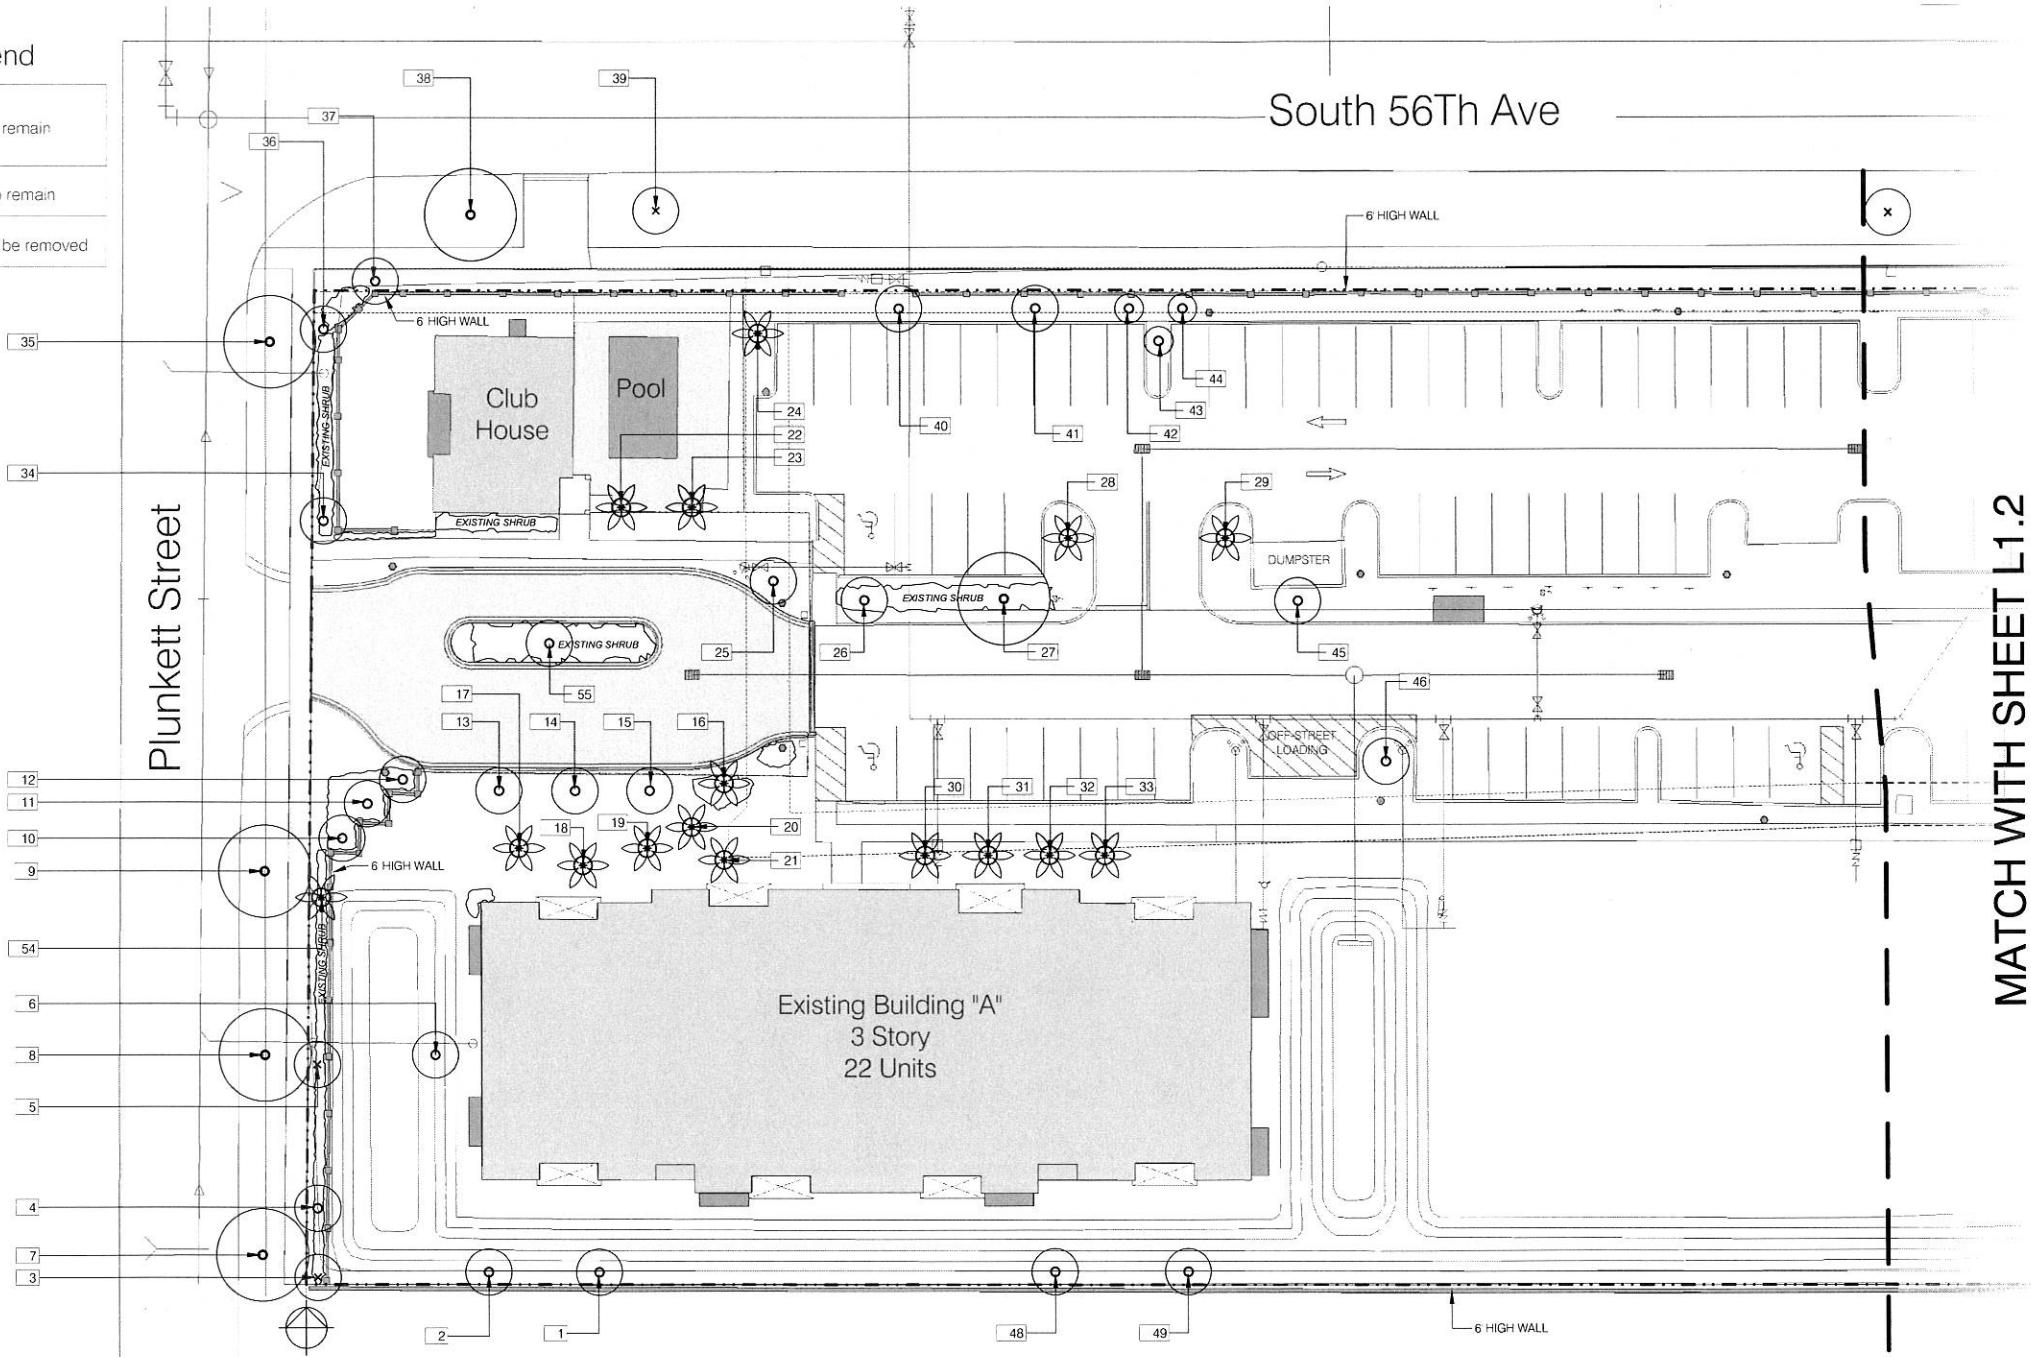 end
remain
remain
be removed
South 56Th Ave
38
39
37
36
6' HIGH WALL
6 HIGH WALL
35
Club
House
Pool
24
22
23
40
41
42
43
44
34
EXISTING SHRUB
EXISTING SHRUB
28
29
DUMPSTER
EXISTING SHRUB
EXISTING SHRUB
25
26
27
45
46
55
17
13
14
15
16
OFF-STREET
LOADING
Plunkett Street
12
11
10
9
18
19
20
21
30
31
32
33
6 HIGH WALL
54
EXISTING SHRUB
6
8
5
Existing Building "A"
3 Story
22 Units
4
7
3
2
1
48
49
6' HIGH WALL
MATCH WITH SHEET L1.2